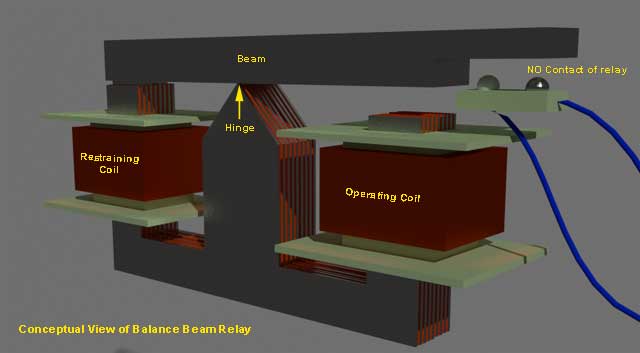 Beam
NO Contact of relay
Hinge
Restraining
Coil
Operating Coil
Conceptual View of Balance Beam Relay